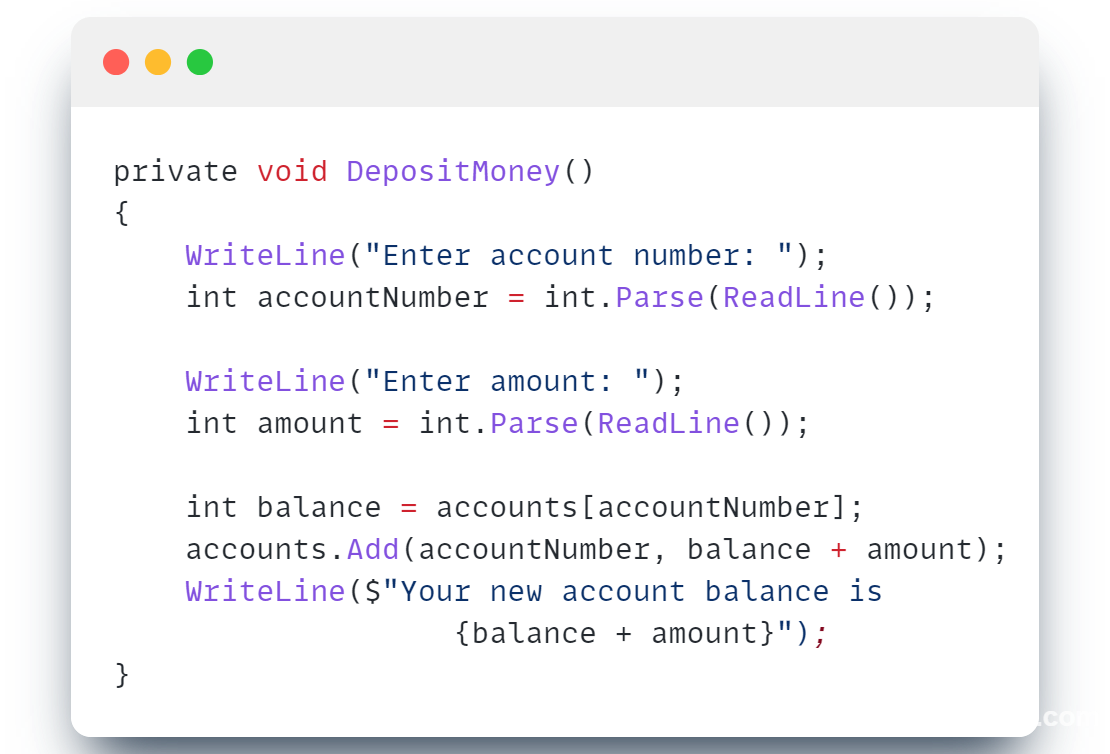 private void DepositMoney()
{
    WriteLine("Enter account number: ");
    int accountNumber = int.Parse(ReadLine());

    WriteLine("Enter amount: ");
    int amount = int.Parse(ReadLine());

    int balance = accounts[accountNumber];
    accounts.Add(accountNumber, balance + amount);
    WriteLine($"Your new account balance is
                   {balance + amount}");
}